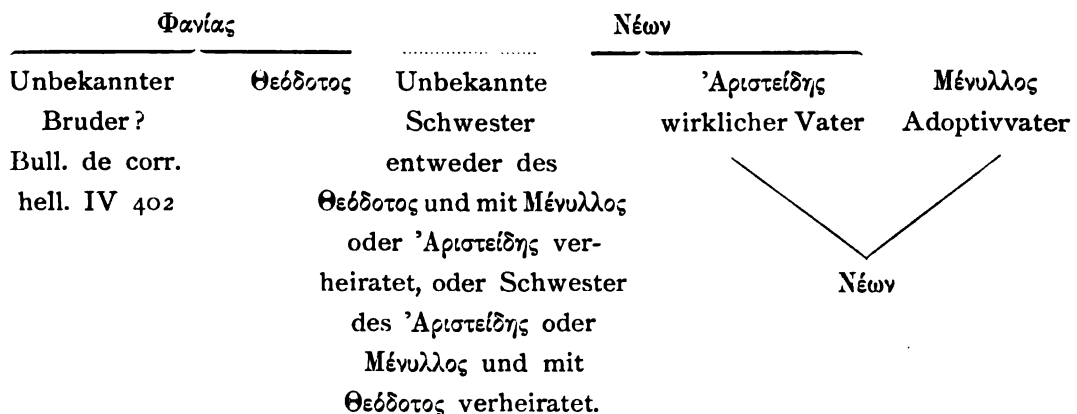 Φανίας Νέων
Unbekannter Θεόδοτος Unbekannte Ἀριστείδης Μένυλλος
Bruder? Schwester wirklicher Vater Adoptivvater
Bull. de corr. entweder des
hell. IV 402 Θεόδοτος und mit Μένυλλος
oder Ἀριστείδης ver-
heiratet, oder Schwester Νέων
des Ἀριστείδης oder
Μένυλλος und mit
Θεόδοτος verheiratet.